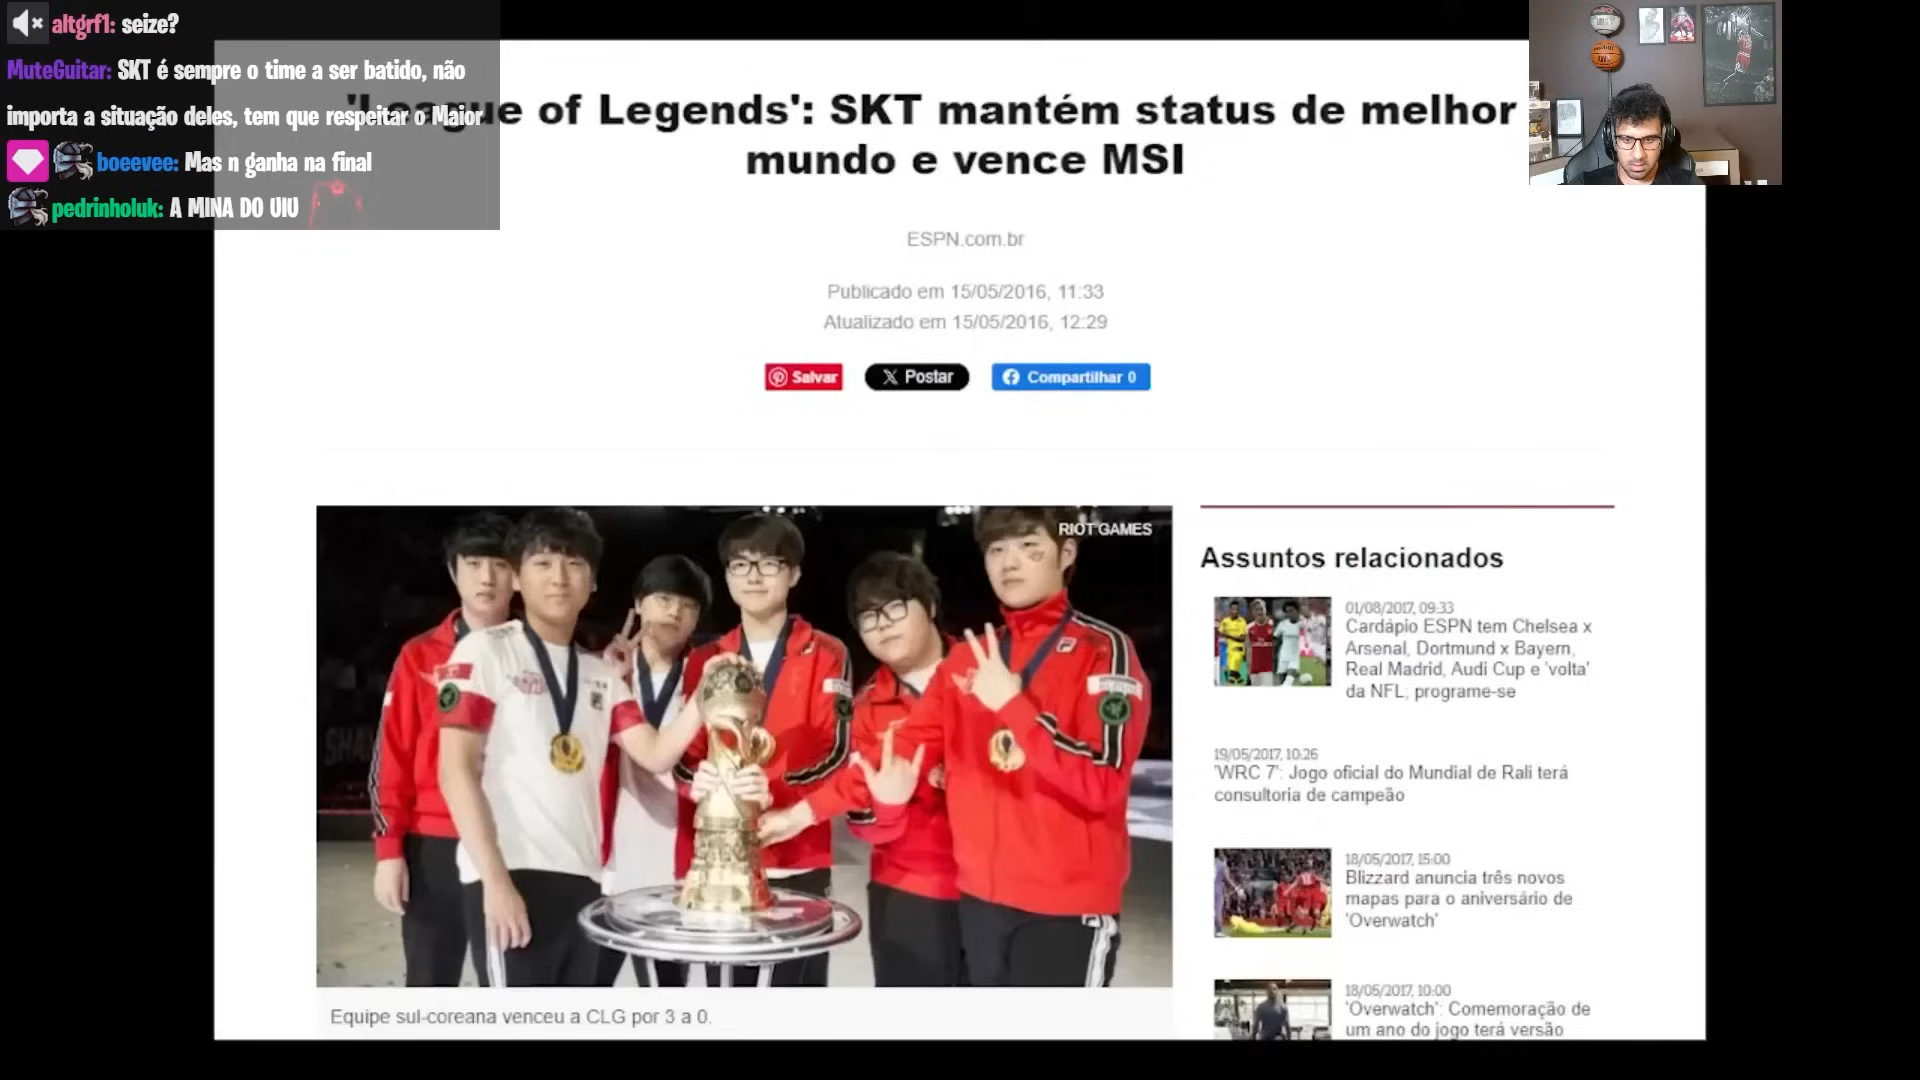 altgrf1: seize?
MuteGuitar: SKT é sempre o time a ser batido, não
importa a situação deles, tem que respeitar o Maior
boeevee: Mas n ganha na final
pedrinholuk: A MINA DO UIU
'League of Legends': SKT mantém status de melhor
mundo e vence MSI
ESPN.com.br
Publicado em 15/05/2016, 11:33
Atualizado em 15/05/2016, 12:29
Salvar
Postar
Compartilhar 0
RIOT GAMES
Equipe sul-coreana venceu a CLG por 3 a 0.
Assuntos relacionados
01/08/2017, 09:33
Cardápio ESPN tem Chelsea x
Arsenal, Dortmund x Bayern,
Real Madrid, Audi Cup e 'volta'
da NFL; programe-se
19/05/2017, 10:26
'WRC 7': Jogo oficial do Mundial de Rali terá
consultoria de campeão
18/05/2017, 15:00
Blizzard anuncia três novos
mapas para o aniversário de
'Overwatch'
18/05/2017, 10:00
'Overwatch': Comemoração de
um ano do jogo terá versão